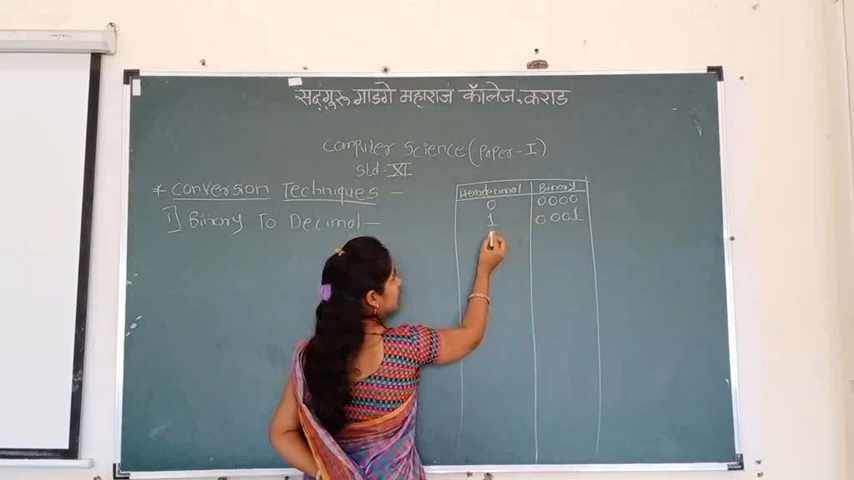 सद्गुरू गाडगे महाराज कॉलेज, कराड
Computer Science (Paper - I)
Std - XI
* Conversion Techniques -
1] Binary To Decimal -
Hexadecimal Binary
0 0000
1 0001